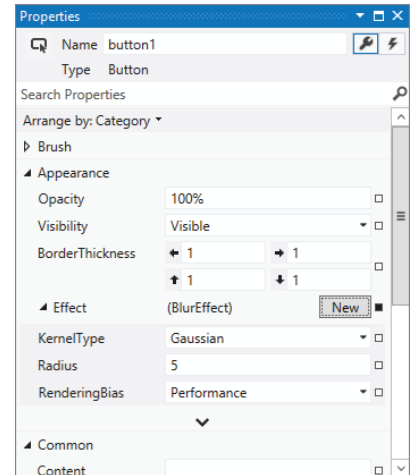 Properties
Name button1
Type Button
Search Properties
Arrange by: Category
Brush
Appearance
Opacity 100%
Visibility Visible
BorderThickness 1 1
1 1
Effect (BlurEffect) New
KernelType Gaussian
Radius 5
RenderingBias Performance
Common
Content